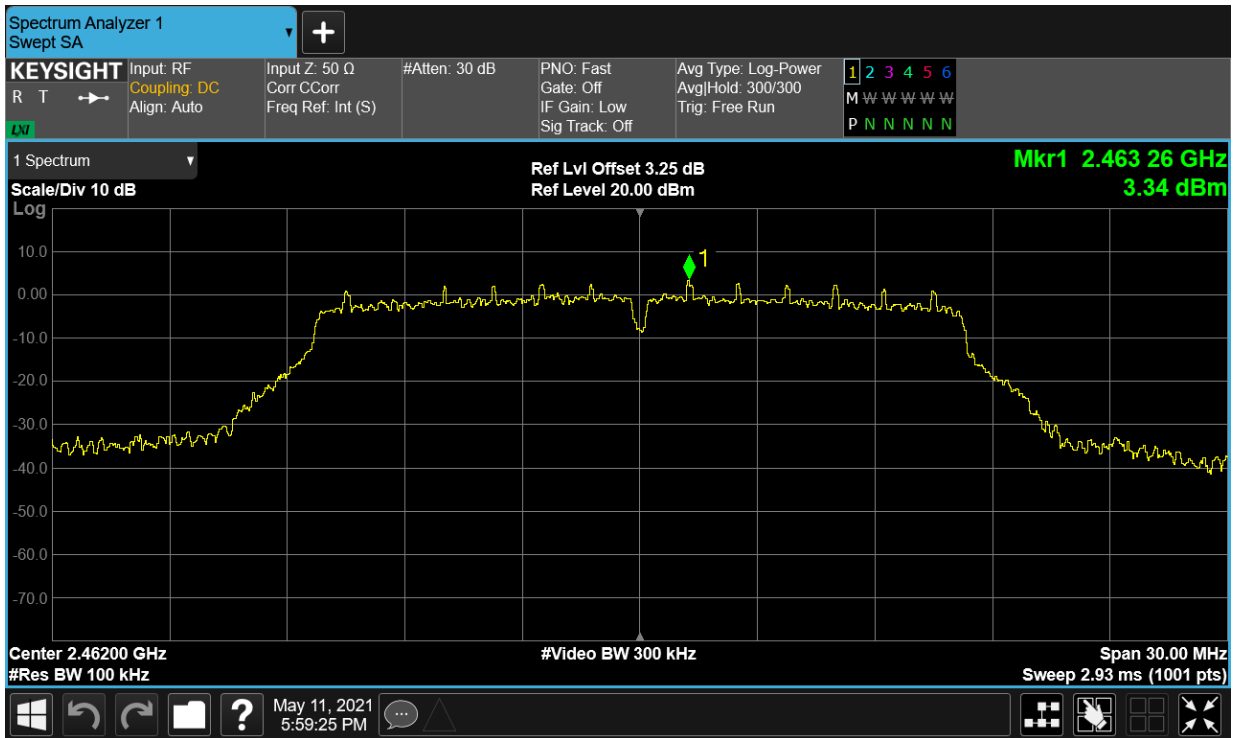 Spectrum Analyzer 1
Swept SA
+
KEYSIGHT
R T
LXI
Input: RF
Coupling: DC
Align: Auto
Input Z: 50 Ω
Corr CCorr
Freq Ref: Int (S)
#Atten: 30 dB
PNO: Fast
Gate: Off
IF Gain: Low
Sig Track: Off
Avg Type: Log-Power
Avg|Hold: 300/300
Trig: Free Run
1 2 3 4 5 6
M W W W W W
P N N N N N
1 Spectrum
Scale/Div 10 dB
Log
Ref Lvl Offset 3.25 dB
Ref Level 20.00 dBm
Mkr1 2.463 26 GHz
3.34 dBm
1
10.0
0.00
-10.0
-20.0
-30.0
-40.0
-50.0
-60.0
-70.0
Center 2.46200 GHz
#Res BW 100 kHz
#Video BW 300 kHz
Span 30.00 MHz
Sweep 2.93 ms (1001 pts)
?
May 11, 2021
5:59:25 PM